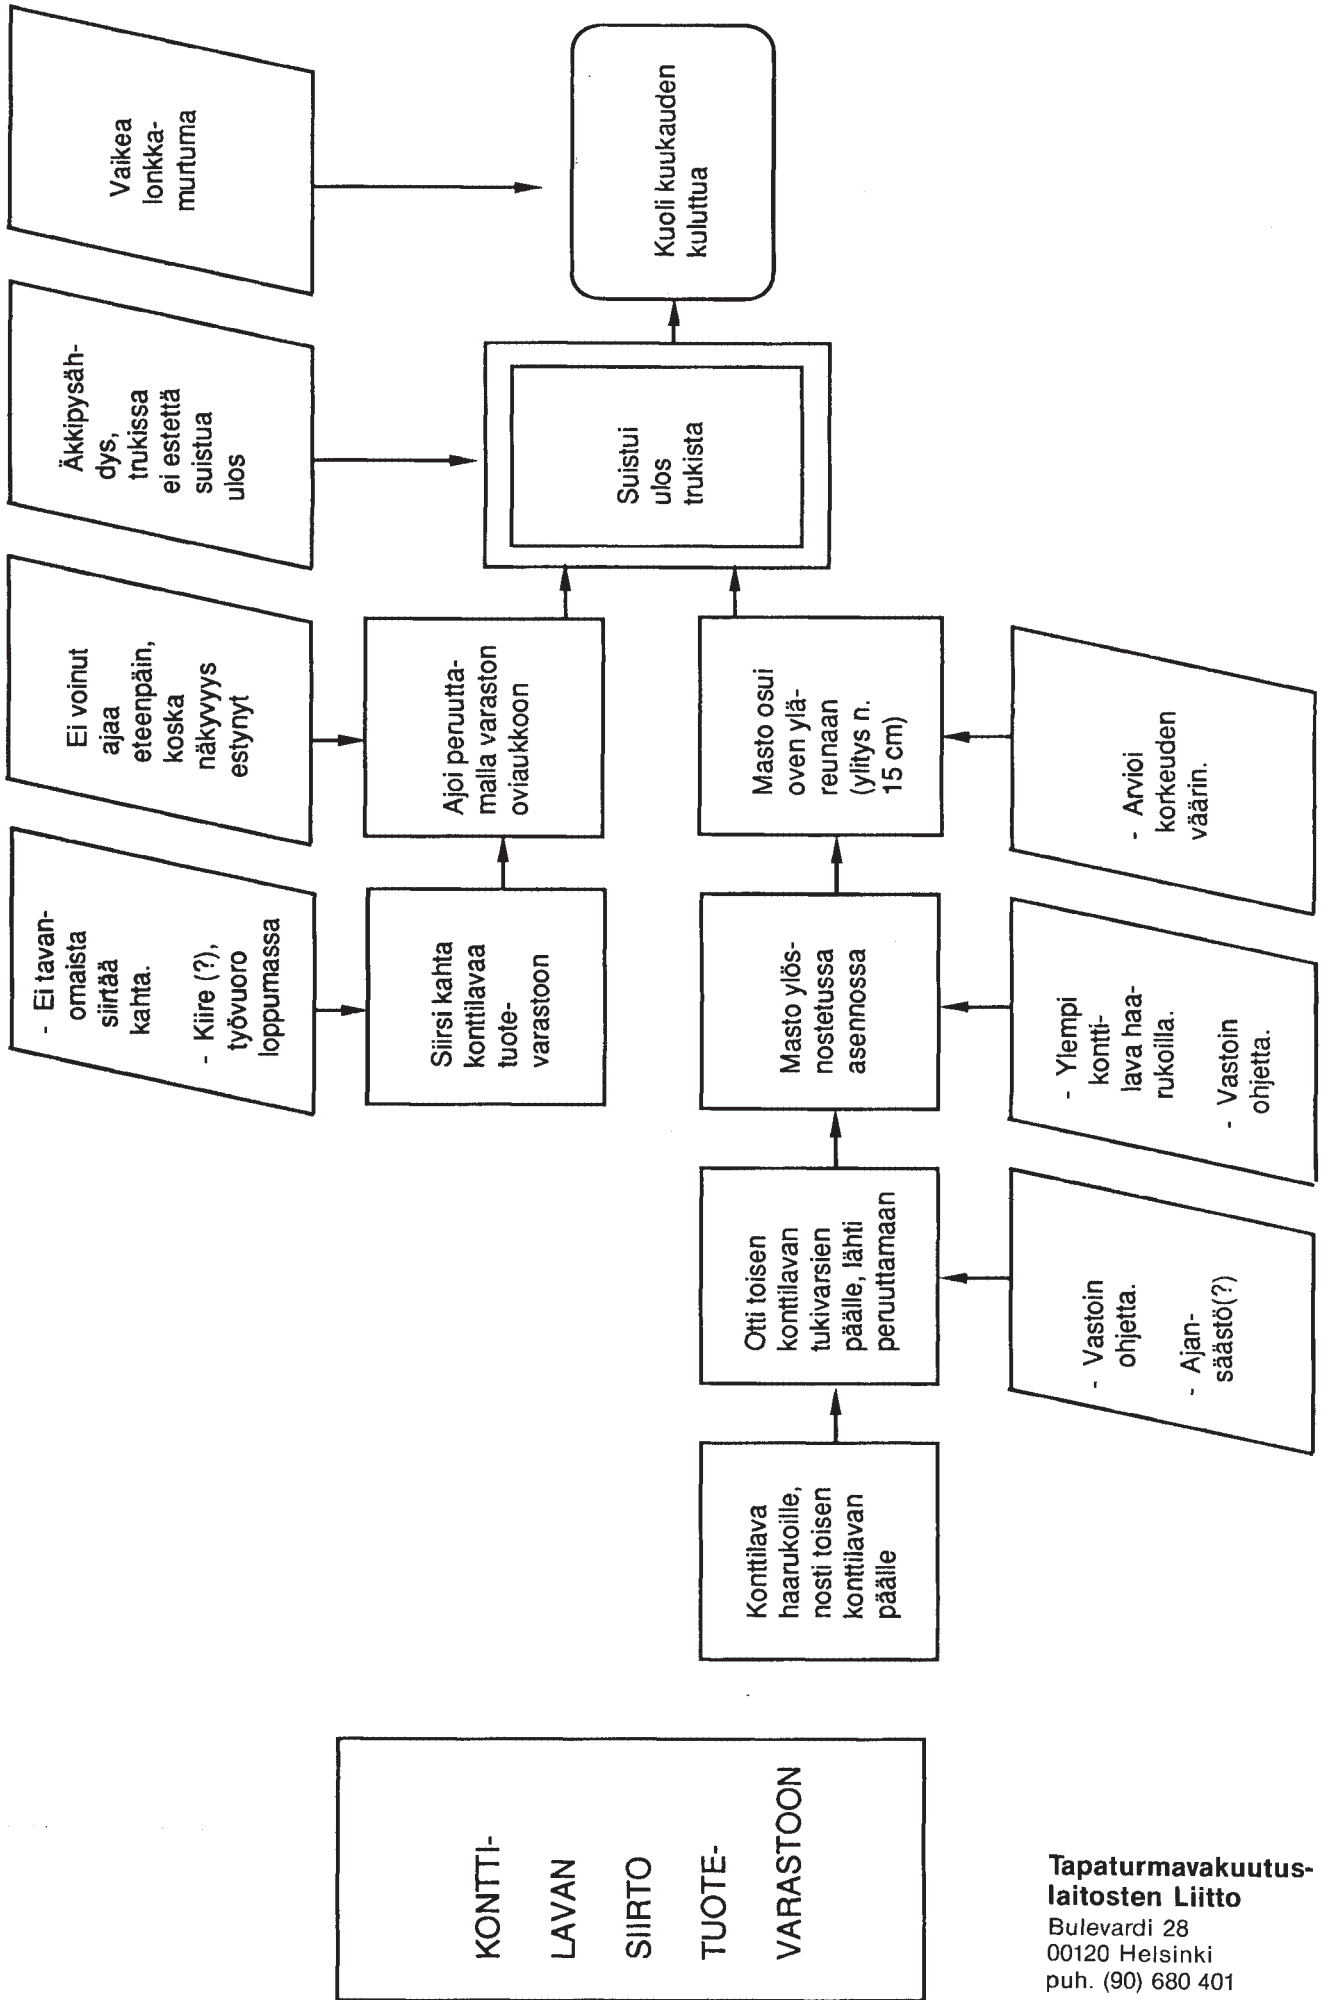 KONTTI-
LAVAN
SIIRTO
TUOTE-
VARASTOON
- Ei tavan-
omaista
siirtää
kahta.
- Kiire (?),
työvuoro
loppumassa
Ei voinut
ajaa
eteenpäin,
koska
näkyvyys
estynyt
Äkkipysäh-
dys,
trukissa
ei estettä
suistua
ulos
Vaikea
lonkka-
murtuma
Siirsi kahta
konttilavaa
tuote-
varastoon
Ajoi peruutta-
malla varaston
oviaukkoon
Suistui
ulos
trukista
Kuoli kuukauden
kuluttua
Konttilava
haarukoille,
nosti toisen
konttilavan
päälle
Otti toisen
konttilavan
tukivarsien
päälle, lähti
peruuttamaan
Masto ylös-
nostetussa
asennossa
Masto osui
oven ylä-
reunaan
(ylitys n.
15 cm)
- Vastoin
ohjetta.
- Ajan-
säästö(?)
- Ylempi
kontti-
lava haa-
rukoilla.
- Vastoin
ohjetta.
- Arvioi
korkeuden
väärin.
Tapaturmavakuutus-
laitosten Liitto
Bulevardi 28
00120 Helsinki
puh. (90) 680 401